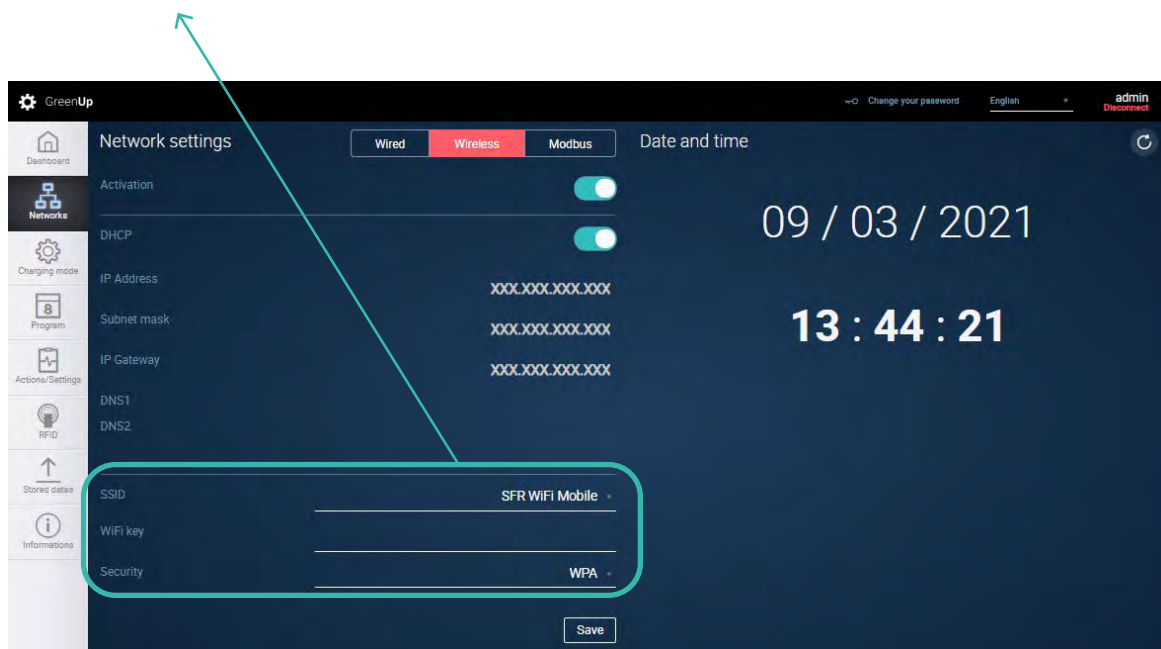 GreenUp
Change your password
English
admin
Disconnect
Dashboard
Networks
Charging mode
8
Program
Actions/Settings
RFID
Stored datas
Informations
Network settings
Wired
Wireless
Modbus
Activation
DHCP
IP Address
XXX.XXX.XXX.XXX
Subnet mask
XXX.XXX.XXX.XXX
IP Gateway
XXX.XXX.XXX.XXX
DNS1
DNS2
SSID
SFR WiFi Mobile
WiFi key
Security
WPA
Save
Date and time
09 / 03 / 2021
13 : 44 : 21